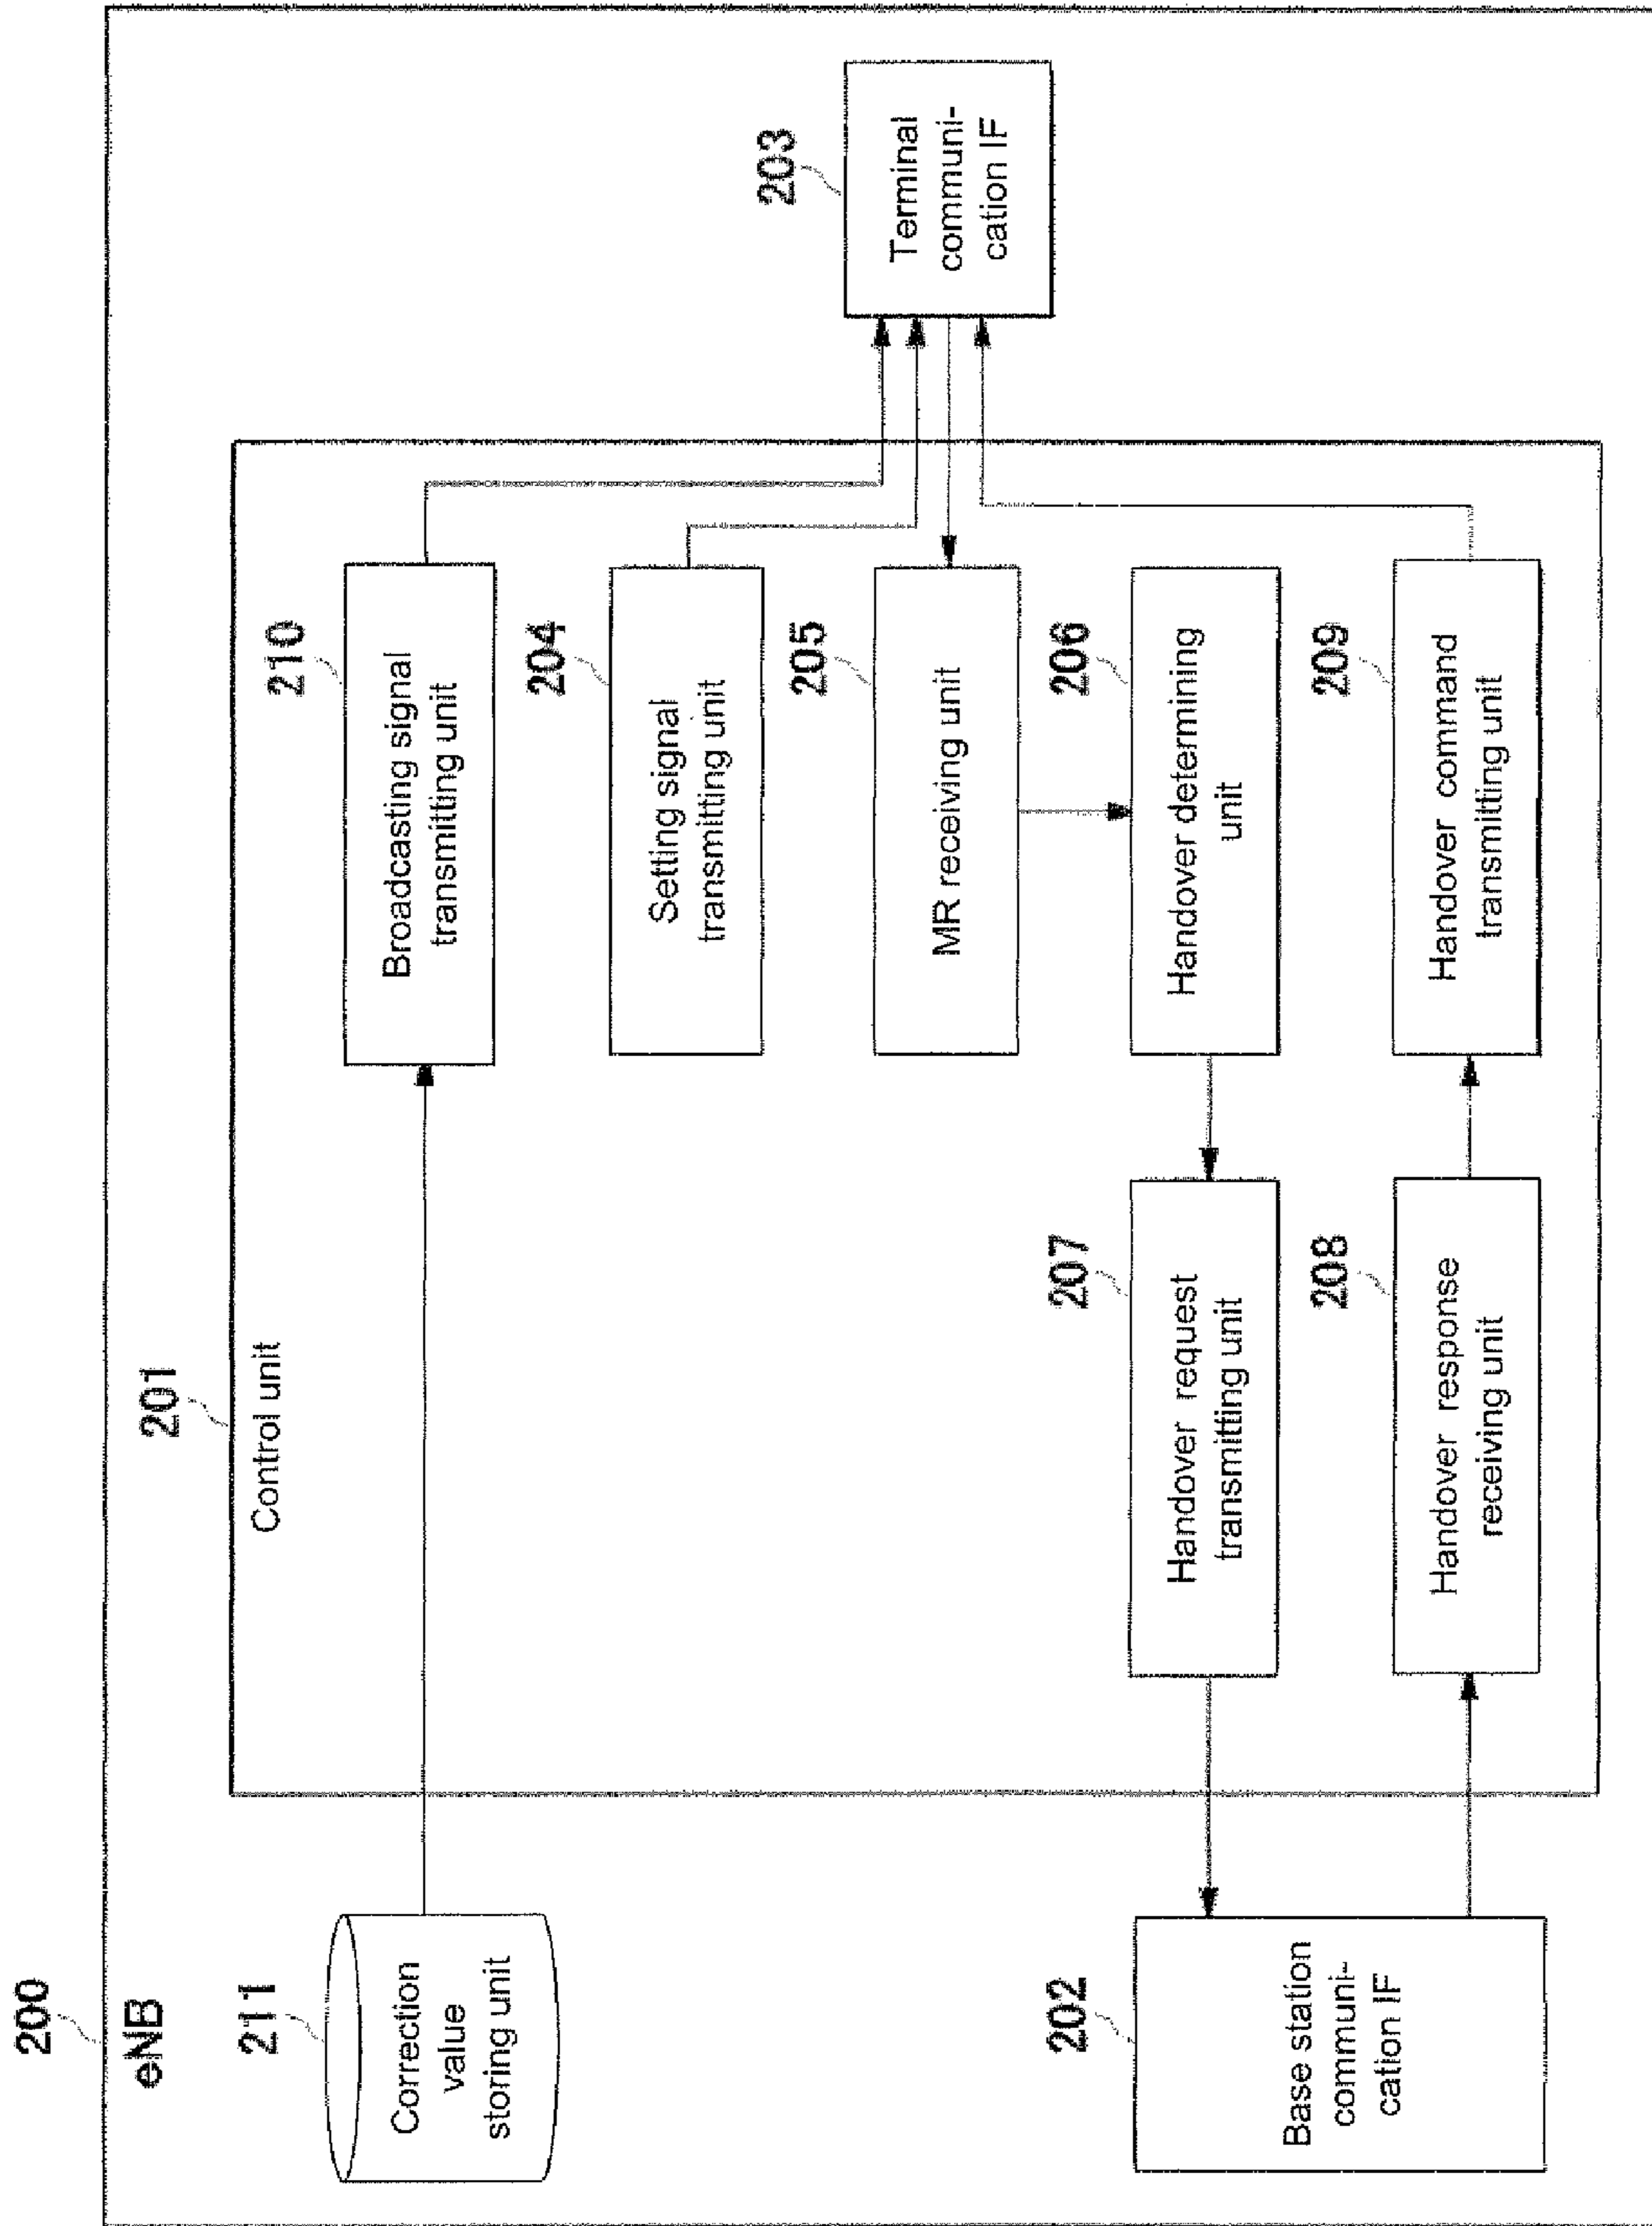 200
eNB
201
Control unit
211
Correction
value
storing unit
210
Broadcasting signal
transmitting unit
204
Setting signal
transmitting unit
203
Terminal
communi-
cation IF
205
MR receiving unit
202
Base station
communi-
cation IF
207
Handover request
transmitting unit
206
Handover determining
unit
208
Handover response
receiving unit
209
Handover command
transmitting unit